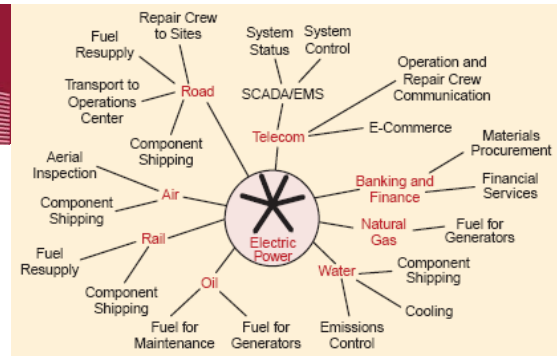 Repair Crew
to Sites
Fuel
Resupply
Transport to
Operations
Center
Road
Component
Shipping
System
Status
System
Control
SCADA/EMS
Telecom
Operation and
Repair Crew
Communication
E-Commerce
Materials
Procurement
Banking and
Finance
Financial
Services
Natural
Gas
Fuel for
Generators
Aerial
Inspection
Air
Component
Shipping
Electric
Power
Rail
Fuel
Resupply
Component
Shipping
Oil
Fuel for
Maintenance
Fuel for
Generators
Water
Component
Shipping
Cooling
Emissions
Control